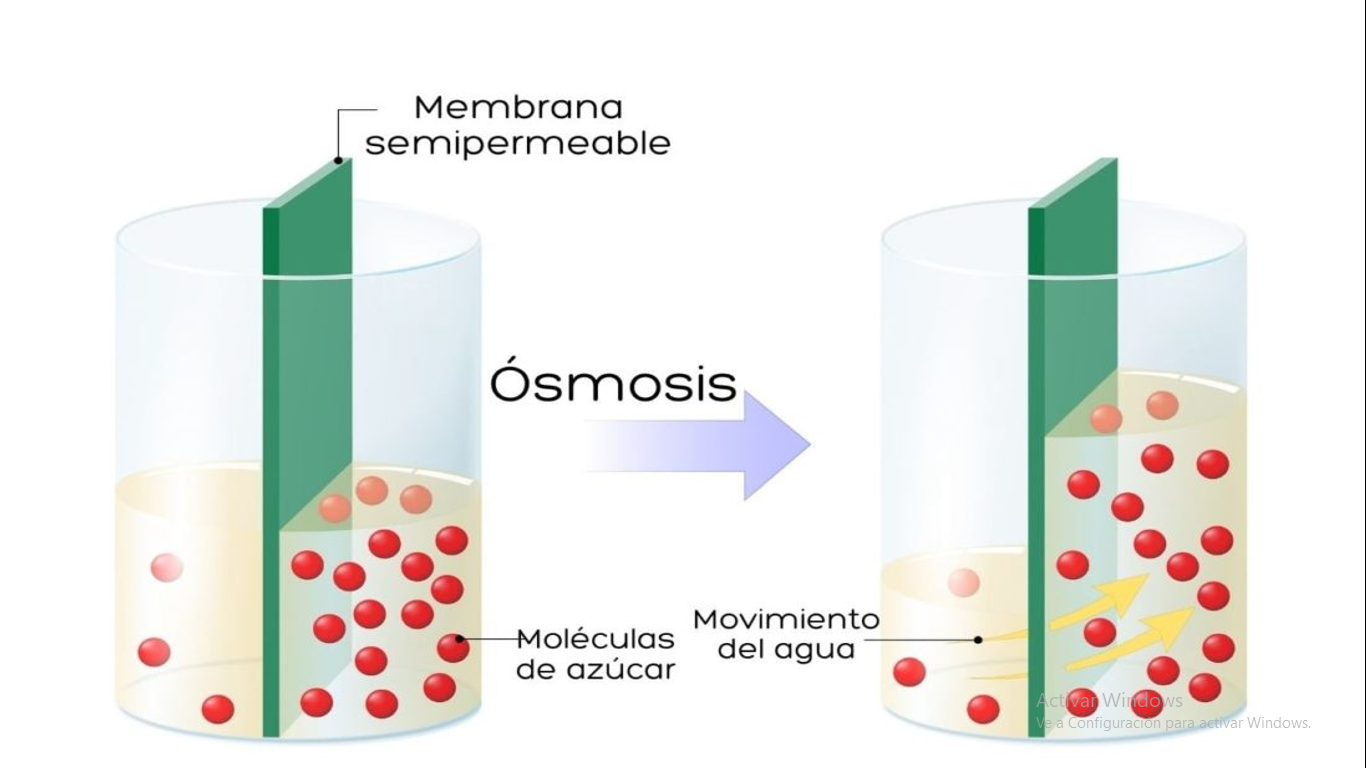 Membrana
semipermeable
Ósmosis
Moléculas
de azúcar
Movimiento
del agua
Activar Windows
Ve a Configuración para activar Windows.